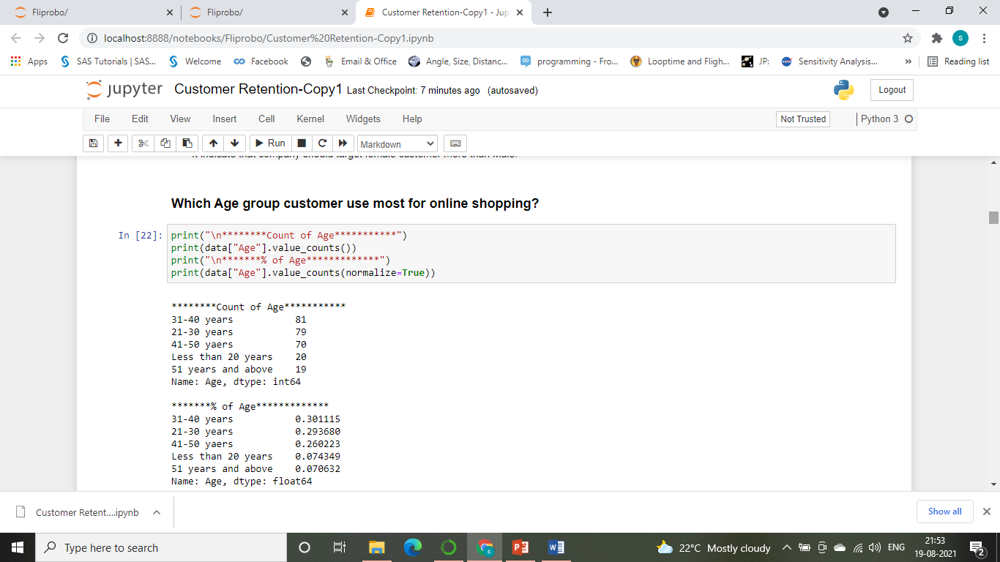 Fliprobo/
Fliprobo/
Customer Retention-Copy1 - Jup
localhost:8888/notebooks/Fliprobo/Customer%20Retention-Copy1.ipynb
S
Apps
SAS Tutorials | SAS...
Welcome
Facebook
Email & Office
Angle, Size, Distanc...
programming - Fro...
Looptime and Fligh...
JP:
Sensitivity Analysis...
»
Reading list
jupyter
Customer Retention-Copy1 Last Checkpoint: 7 minutes ago (autosaved)
Logout
File Edit View Insert Cell Kernel Widgets Help
Not Trusted
Python 3
Run
Markdown
It indicate that company should target female customer more than Male.
Which Age group customer use most for online shopping?
In [22]:
print("\n********Count of Age***********")
print(data["Age"].value_counts())
print("\n*******% of Age*************")
print(data["Age"].value_counts(normalize=True))
********Count of Age***********
31-40 years 81
21-30 years 79
41-50 yaers 70
Less than 20 years 20
51 years and above 19
Name: Age, dtype: int64
*******% of Age*************
31-40 years 0.301115
21-30 years 0.293680
41-50 yaers 0.260223
Less than 20 years 0.074349
51 years and above 0.070632
Name: Age, dtype: float64
Customer Retent....ipynb
Show all
Type here to search
22°C Mostly cloudy
ENG
21:53
19-08-2021
2